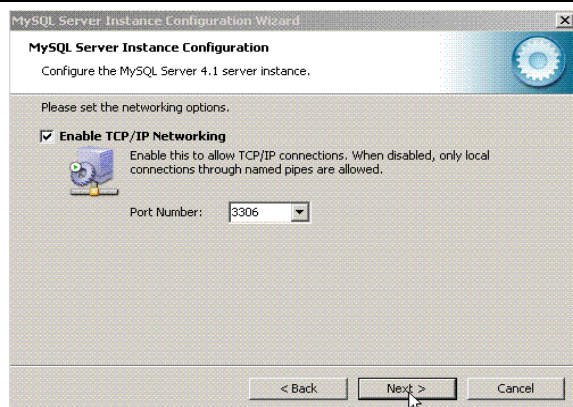 MySQL Server Instance Configuration Wizard
MySQL Server Instance Configuration
Configure the MySQL Server 4.1 server instance.
Please set the networking options.
Enable TCP/IP Networking
Enable this to allow TCP/IP connections. When disabled, only local
connections through named pipes are allowed.
Port Number: 3306
< Back Next > Cancel